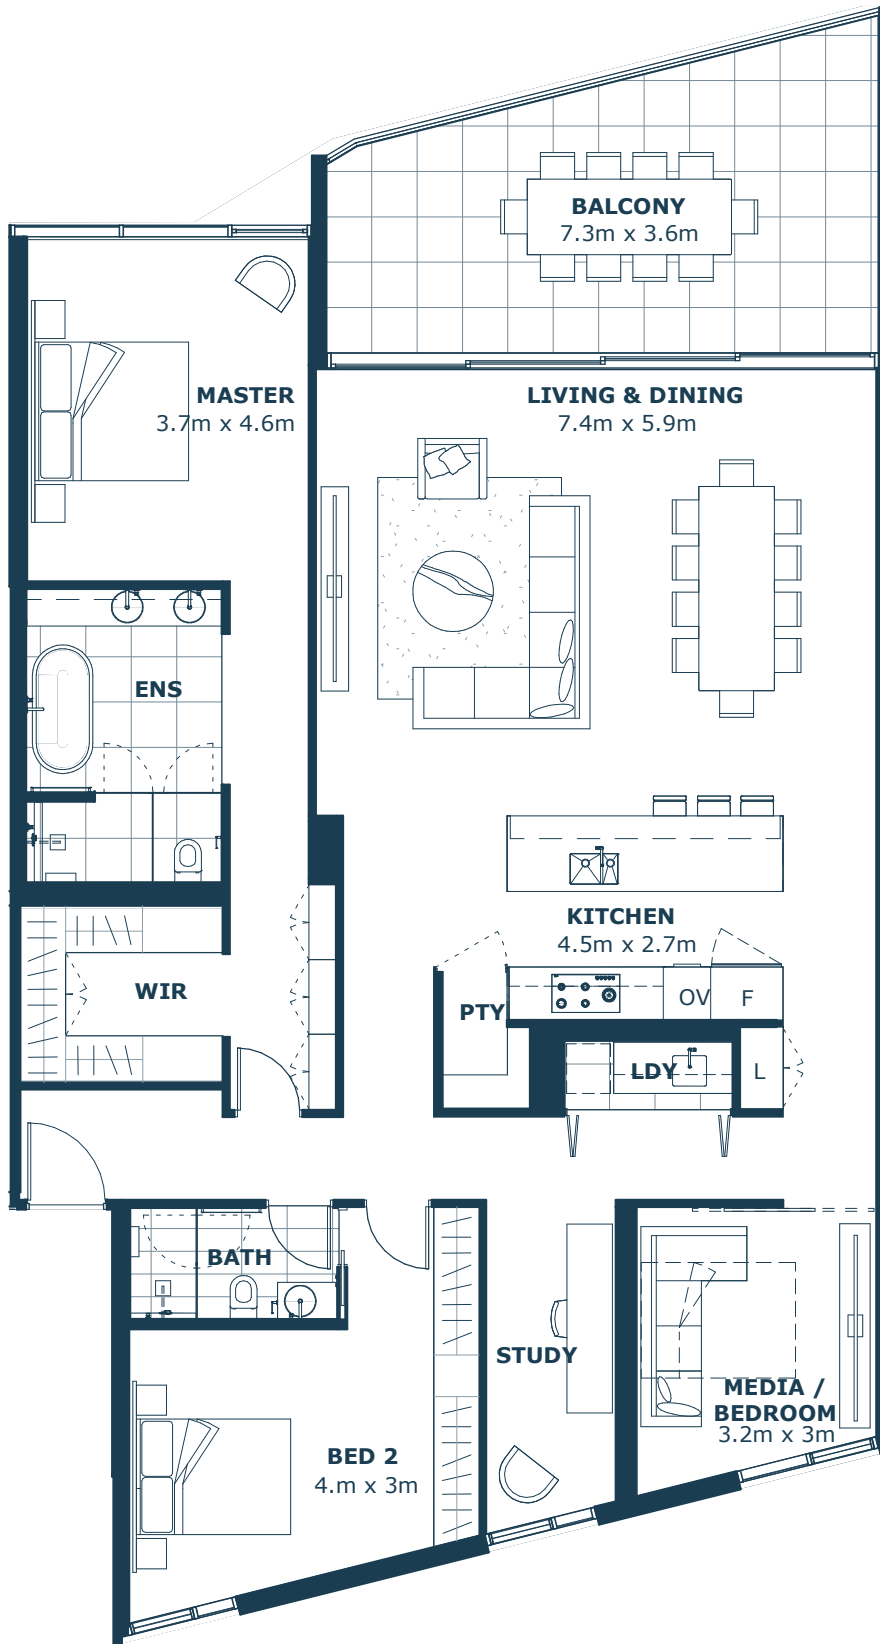 BALCONY
7.3m x 3.6m
MASTER
3.7m x 4.6m
LIVING & DINING
7.4m x 5.9m
ENS
KITCHEN
4.5m x 2.7m
WIR
PTY
OV
F
LDY
L
BATH
STUDY
MEDIA /
BEDROOM
3.2m x 3m
BED 2
4.m x 3m